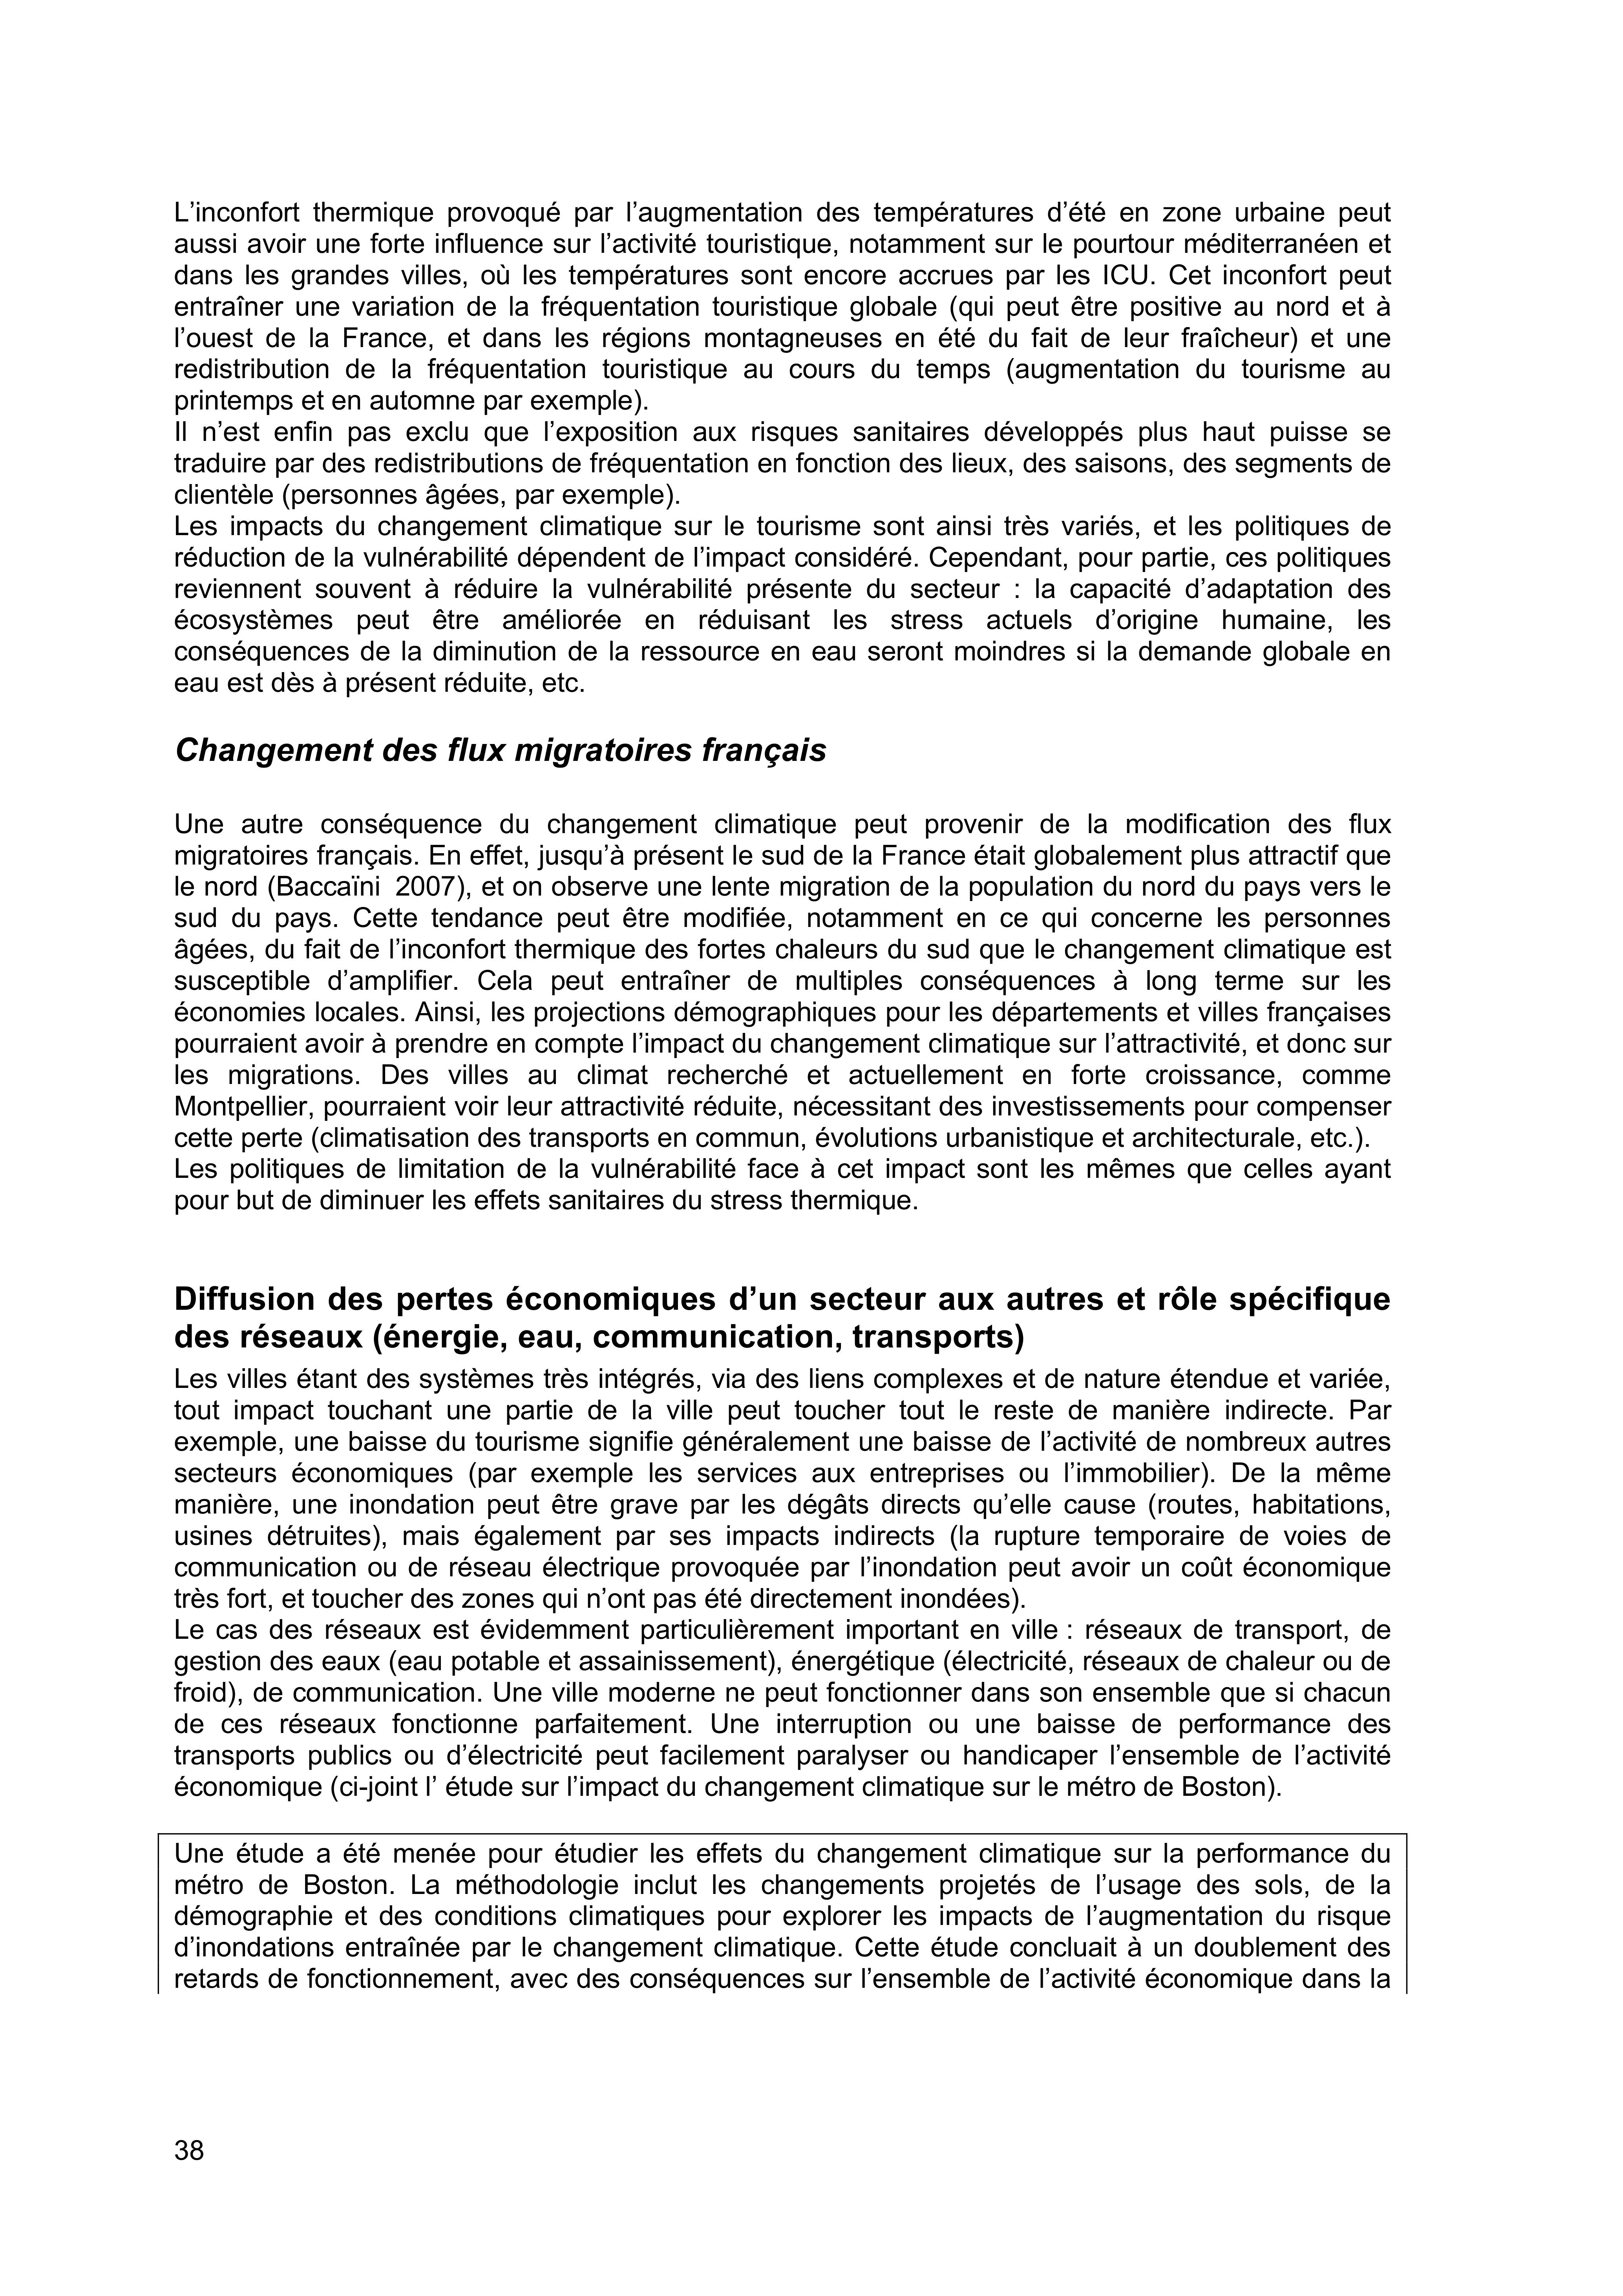 L’inconfort thermique provoqué par l’augmentation des températures d’été en zone urbaine peut
aussi avoir une forte influence sur l’activité touristique, notamment sur le pourtour méditerranéen et
dans les grandes villes, où les températures sont encore accrues par les ICU. Cet inconfort peut
entraîner une variation de la fréquentation touristique globale (qui peut être positive au nord et à
l’ouest de la France, et dans les régions montagneuses en été du fait de leur fraîcheur) et une
redistribution de la fréquentation touristique au cours du temps (augmentation du tourisme au
printemps et en automne par exemple).
Il n’est enfin pas exclu que l’exposition aux risques sanitaires développés plus haut puisse se
traduire par des redistributions de fréquentation en fonction des lieux, des saisons, des segments de
clientèle (personnes âgées, par exemple).
Les impacts du changement climatique sur le tourisme sont ainsi très variés, et les politiques de
réduction de la vulnérabilité dépendent de l’impact considéré. Cependant, pour partie, ces politiques
reviennent souvent à réduire la vulnérabilité présente du secteur : la capacité d’adaptation des
écosystèmes peut être améliorée en réduisant les stress actuels d’origine humaine, les
conséquences de la diminution de la ressource en eau seront moindres si la demande globale en
eau est dès à présent réduite, etc.
Changement des flux migratoires français
Une autre conséquence du changement climatique peut provenir de la modification des flux
migratoires français. En effet, jusqu’à présent le sud de la France était globalement plus attractif que
le nord (Baccaïni 2007), et on observe une lente migration de la population du nord du pays vers le
sud du pays. Cette tendance peut être modifiée, notamment en ce qui concerne les personnes
âgées, du fait de l’inconfort thermique des fortes chaleurs du sud que le changement climatique est
susceptible d’amplifier. Cela peut entraîner de multiples conséquences à long terme sur les
économies locales. Ainsi, les projections démographiques pour les départements et villes françaises
pourraient avoir à prendre en compte l’impact du changement climatique sur l’attractivité, et donc sur
les migrations. Des villes au climat recherché et actuellement en forte croissance, comme
Montpellier, pourraient voir leur attractivité réduite, nécessitant des investissements pour compenser
cette perte (climatisation des transports en commun, évolutions urbanistique et architecturale, etc.).
Les politiques de limitation de la vulnérabilité face à cet impact sont les mêmes que celles ayant
pour but de diminuer les effets sanitaires du stress thermique.
Diffusion des pertes économiques d’un secteur aux autres et rôle spécifique
des réseaux (énergie, eau, communication, transports)
Les villes étant des systèmes très intégrés, via des liens complexes et de nature étendue et variée,
tout impact touchant une partie de la ville peut toucher tout le reste de manière indirecte. Par
exemple, une baisse du tourisme signifie généralement une baisse de l’activité de nombreux autres
secteurs économiques (par exemple les services aux entreprises ou l’immobilier). De la même
manière, une inondation peut être grave par les dégâts directs qu’elle cause (routes, habitations,
usines détruites), mais également par ses impacts indirects (la rupture temporaire de voies de
communication ou de réseau électrique provoquée par l’inondation peut avoir un coût économique
très fort, et toucher des zones qui n’ont pas été directement inondées).
Le cas des réseaux est évidemment particulièrement important en ville : réseaux de transport, de
gestion des eaux (eau potable et assainissement), énergétique (électricité, réseaux de chaleur ou de
froid), de communication. Une ville moderne ne peut fonctionner dans son ensemble que si chacun
de ces réseaux fonctionne parfaitement. Une interruption ou une baisse de performance des
transports publics ou d’électricité peut facilement paralyser ou handicaper l’ensemble de l’activité
économique (ci-joint l’ étude sur l’impact du changement climatique sur le métro de Boston).
Une étude a été menée pour étudier les effets du changement climatique sur la performance du
métro de Boston. La méthodologie inclut les changements projetés de l’usage des sols, de la
démographie et des conditions climatiques pour explorer les impacts de l’augmentation du risque
d’inondations entraînée par le changement climatique. Cette étude concluait à un doublement des
retards de fonctionnement, avec des conséquences sur l’ensemble de l’activité économique dans la
38